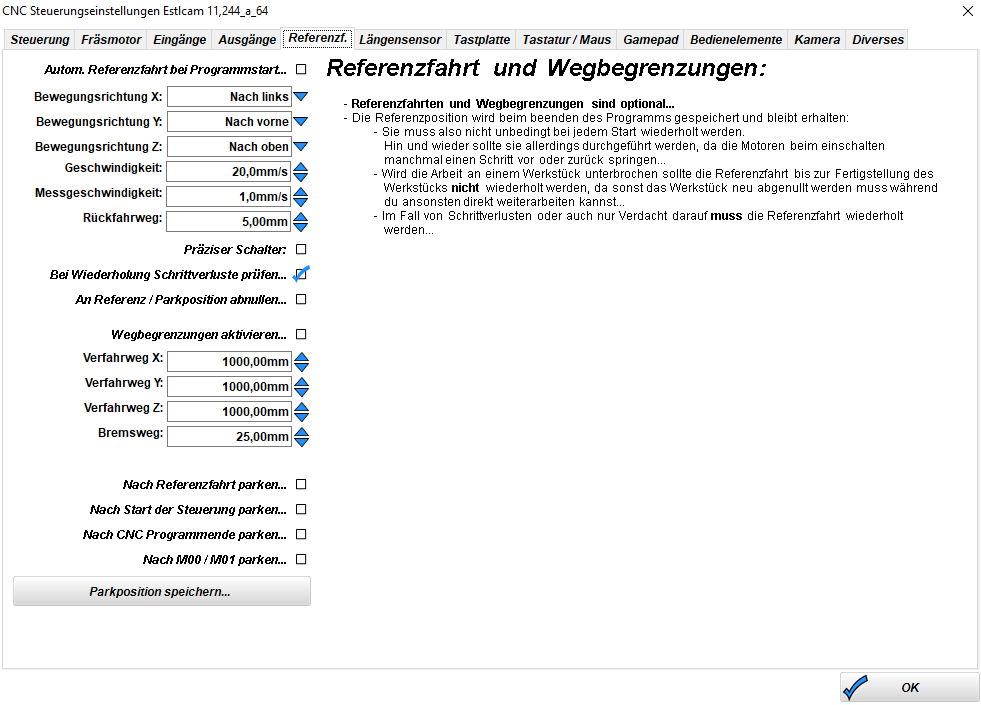 CNC Steuerungseinstellungen Estlcam 11,244_a_64
Steuerung Fräsmotor Eingänge Ausgänge Referenzf. Längensensor Tastplatte Tastatur / Maus Gamepad Bedienelemente Kamera Diverses
Autom. Referenzfahrt bei Programmstart...
Bewegungsrichtung X: Nach links
Bewegungsrichtung Y: Nach vorne
Bewegungsrichtung Z: Nach oben
Geschwindigkeit: 20,0mm/s
Messgeschwindigkeit: 1,0mm/s
Rückfahrweg: 5,00mm
Präziser Schalter:
Bei Wiederholung Schrittverluste prüfen...
An Referenz / Parkposition abnullen...
Wegbegrenzungen aktivieren...
Verfahrweg X: 1000,00mm
Verfahrweg Y: 1000,00mm
Verfahrweg Z: 1000,00mm
Bremsweg: 25,00mm
Nach Referenzfahrt parken...
Nach Start der Steuerung parken...
Nach CNC Programmende parken...
Nach M00 / M01 parken...
Parkposition speichern...
Referenzfahrt und Wegbegrenzungen:
- Referenzfahrten und Wegbegrenzungen sind optional...
- Die Referenzposition wird beim beenden des Programms gespeichert und bleibt erhalten:
- Sie muss also nicht unbedingt bei jedem Start wiederholt werden.
Hin und wieder sollte sie allerdings durchgeführt werden, da die Motoren beim einschalten
manchmal einen Schritt vor oder zurück springen...
- Wird die Arbeit an einem Werkstück unterbrochen sollte die Referenzfahrt bis zur Fertigstellung des
Werkstücks nicht wiederholt werden, da sonst das Werkstück neu abgenullt werden muss während
du ansonsten direkt weiterarbeiten kannst...
- Im Fall von Schrittverlusten oder auch nur Verdacht darauf muss die Referenzfahrt wiederholt
werden...
OK